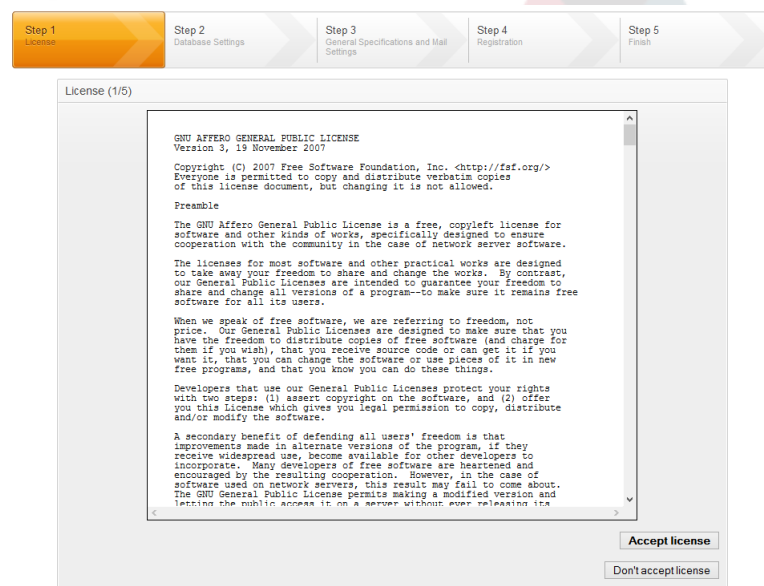 Step 1
License
Step 2
Database Settings
Step 3
General Specifications and Mail
Settings
Step 4
Registration
Step 5
Finish
License (1/5)
GNU AFFERO GENERAL PUBLIC LICENSE
Version 3, 19 November 2007
Copyright (C) 2007 Free Software Foundation, Inc. <http://fsf.org/>
Everyone is permitted to copy and distribute verbatim copies
of this license document, but changing it is not allowed.
Preamble
The GNU Affero General Public License is a free, copyleft license for
software and other kinds of works, specifically designed to ensure
cooperation with the community in the case of network server software.
The licenses for most software and other practical works are designed
to take away your freedom to share and change the works.  By contrast,
our General Public Licenses are intended to guarantee your freedom to
share and change all versions of a program--to make sure it remains free
software for all its users.
When we speak of free software, we are referring to freedom, not
price.  Our General Public Licenses are designed to make sure that you
have the freedom to distribute copies of free software (and charge for
them if you wish), that you receive source code or can get it if you
want it, that you can change the software or use pieces of it in new
free programs, and that you know you can do these things.
Developers that use our General Public Licenses protect your rights
with two steps: (1) assert copyright on the software, and (2) offer
you this License which gives you legal permission to copy, distribute
and/or modify the software.
A secondary benefit of defending all users' freedom is that
improvements made in alternate versions of the program, if they
receive widespread use, become available for other developers to
incorporate.  Many developers of free software are heartened and
encouraged by the resulting cooperation.  However, in the case of
software used on network servers, this result may fail to come about.
The GNU General Public License permits making a modified version and
letting the public access it on a server without ever releasing its
Accept license
Don't accept license